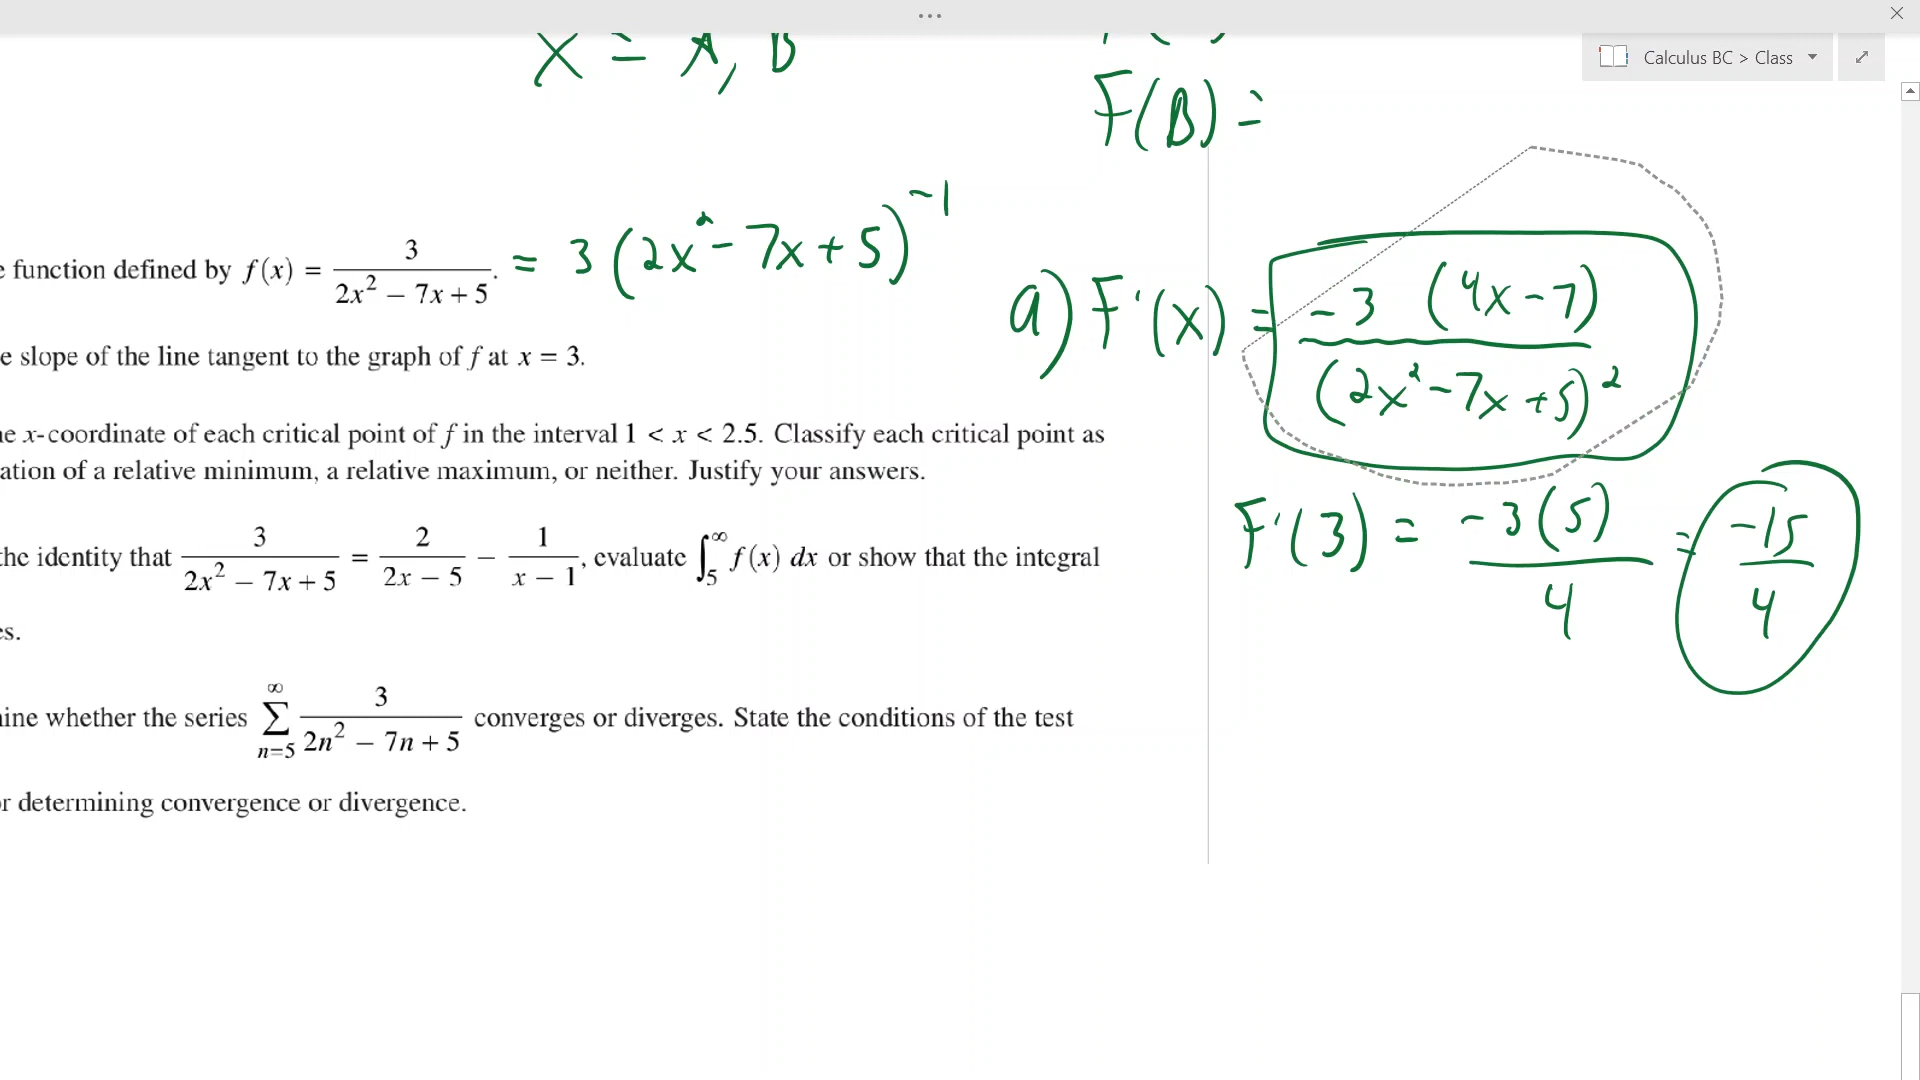 Calculus BC > Class
X = A, B
F(B) =
e function defined by f(x) = 3 / (2x² − 7x + 5). = 3(2x² - 7x + 5)⁻¹
a) F'(x) = -3 (4x - 7) / (2x² - 7x + 5)²
e slope of the line tangent to the graph of f at x = 3.
e x-coordinate of each critical point of f in the interval 1 < x < 2.5. Classify each critical point as
ation of a relative minimum, a relative maximum, or neither. Justify your answers.
F'(3) = -3(5) / 4 = -15 / 4
he identity that 3 / (2x² − 7x + 5) = 2 / (2x − 5) − 1 / (x − 1), evaluate ∫₅^∞ f(x) dx or show that the integral
es.
ine whether the series ∑_{n=5}^{∞} 3 / (2n² − 7n + 5) converges or diverges. State the conditions of the test
r determining convergence or divergence.